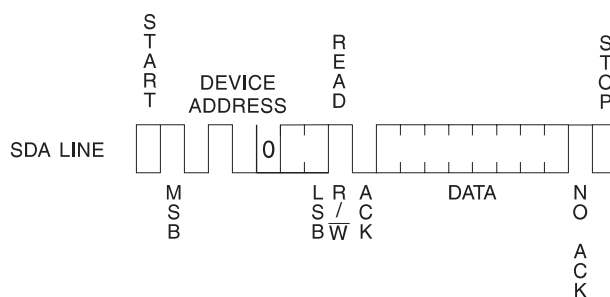 START
DEVICE
ADDRESS
READ
STOP
SDA LINE
0
MSB
LSB
R/W
ACK
DATA
NO ACK